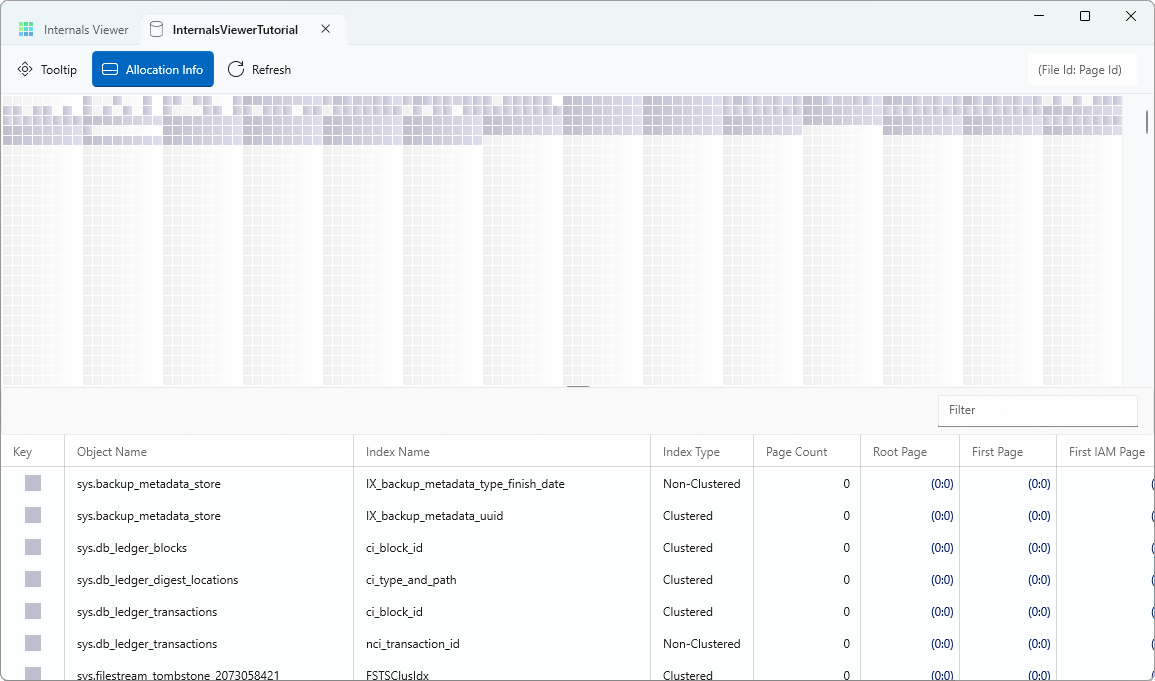 Internals Viewer InternalsViewerTutorial
Tooltip Allocation Info Refresh (File Id: Page Id)
Filter
Key Object Name Index Name Index Type Page Count Root Page First Page First IAM Page
sys.backup_metadata_store IX_backup_metadata_type_finish_date Non-Clustered 0 (0:0) (0:0) (
sys.backup_metadata_store IX_backup_metadata_uuid Clustered 0 (0:0) (0:0) (
sys.db_ledger_blocks ci_block_id Clustered 0 (0:0) (0:0) (
sys.db_ledger_digest_locations ci_type_and_path Clustered 0 (0:0) (0:0) (
sys.db_ledger_transactions ci_block_id Clustered 0 (0:0) (0:0) (
sys.db_ledger_transactions nci_transaction_id Non-Clustered 0 (0:0) (0:0) (
sys.filestream_tombstone_2073058421 FSTSClusIdx Clustered 0 (0:0) (0:0) (